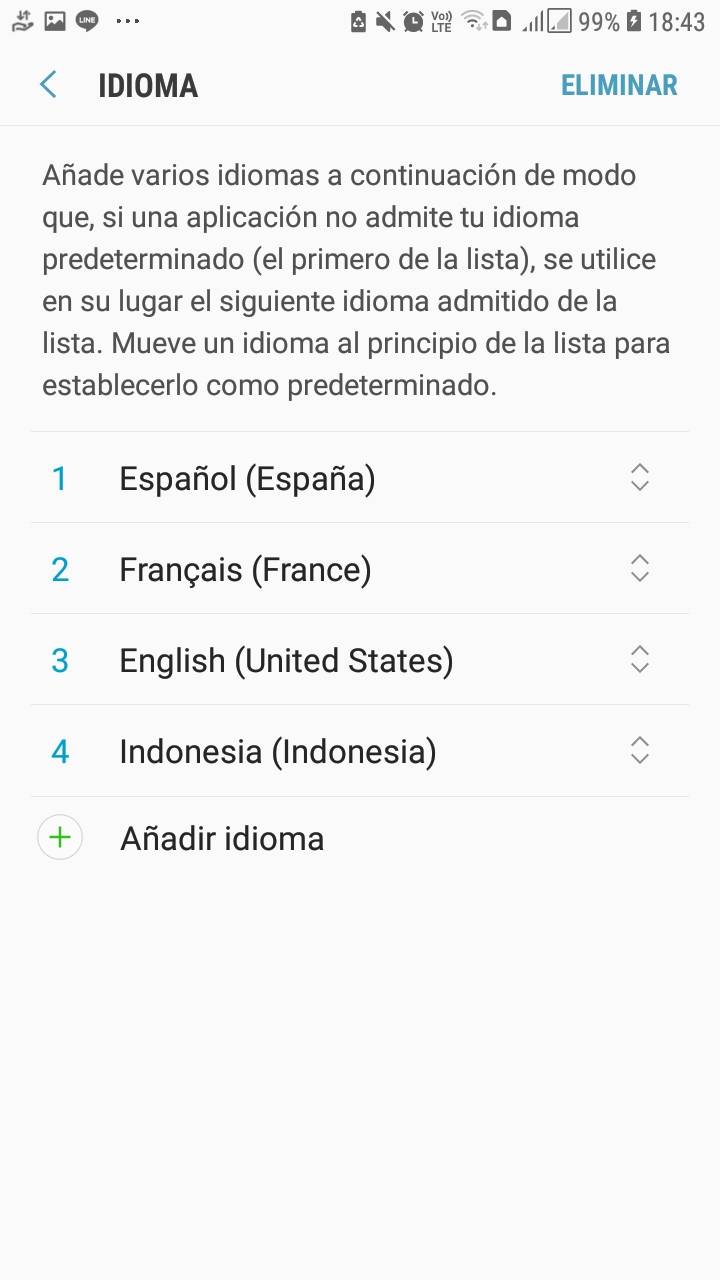 LINE Vo)) LTE 99% 18:43
IDIOMA ELIMINAR
Añade varios idiomas a continuación de modo
que, si una aplicación no admite tu idioma
predeterminado (el primero de la lista), se utilice
en su lugar el siguiente idioma admitido de la
lista. Mueve un idioma al principio de la lista para
establecerlo como predeterminado.
1 Español (España)
2 Français (France)
3 English (United States)
4 Indonesia (Indonesia)
Añadir idioma